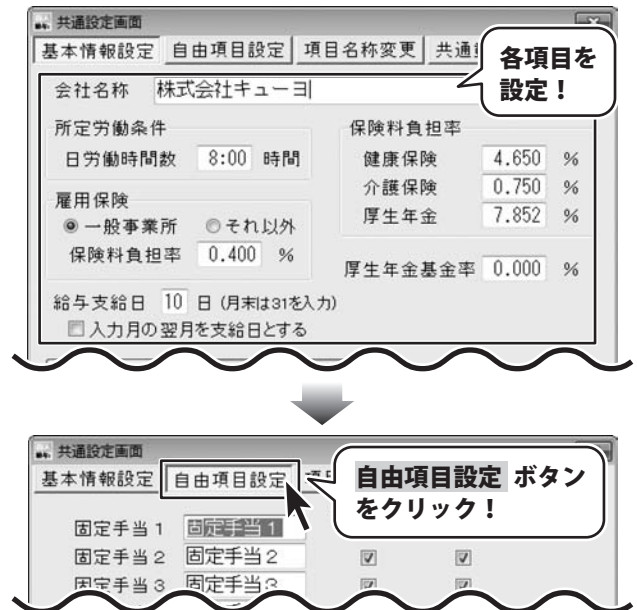 共通設定画面
基本情報設定 自由項目設定 項目名称変更 共通
各項目を
設定！
会社名称 株式会社キューヨ
所定労働条件
日労働時間数 8:00 時間
雇用保険
一般事業所 それ以外
保険料負担率 0.400 %
保険料負担率
健康保険 4.650 %
介護保険 0.750 %
厚生年金 7.852 %
厚生年金基金率 0.000 %
給与支給日 10 日 (月末は31を入力)
入力月の翌月を支給日とする
共通設定画面
基本情報設定 自由項目設定
自由項目設定 ボタン
をクリック！
固定手当1 固定手当1
固定手当2 固定手当2
固定手当3 固定手当3